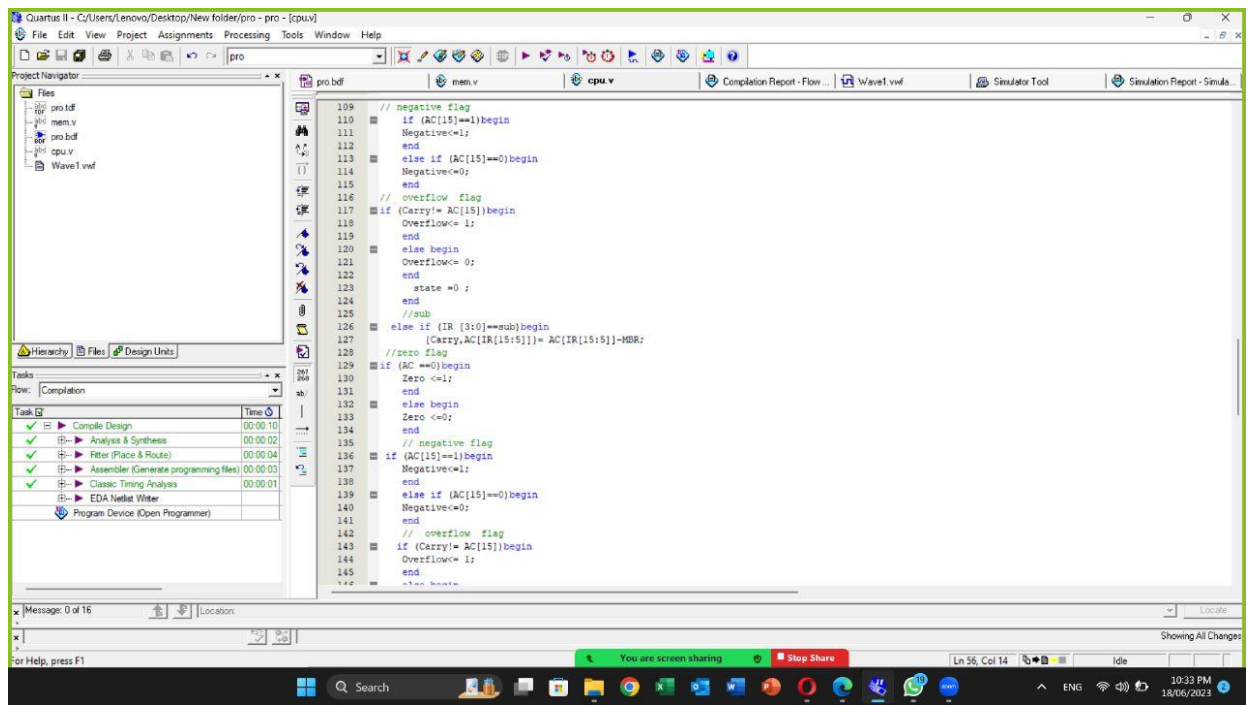 Quartus II - C:/Users/Lenovo/Desktop/New folder/pro - pro - [cpu.v]
File Edit View Project Assignments Processing Tools Window Help
pro
Project Navigator
Files
pro.tdf
mem.v
pro.bdf
cpu.v
Wave1.vwf
Hierarchy Files Design Units
Tasks
Flow: Compilation
Task Time
Compile Design 00:00:10
Analysis & Synthesis 00:00:02
Fitter (Place & Route) 00:00:04
Assembler (Generate programming files) 00:00:03
Classic Timing Analysis 00:00:01
EDA Netlist Writer
Program Device (Open Programmer)
pro.bdf mem.v cpu.v Compilation Report - Flow ... Wave1.vwf Simulator Tool Simulation Report - Simula...
109 // negative flag
110 if (AC[15]==1)begin
111 Negative<=1;
112 end
113 else if (AC[15]==0)begin
114 Negative<=0;
115 end
116 // overflow flag
117 if (Carry!= AC[15])begin
118 Overflow<= 1;
119 end
120 else begin
121 Overflow<= 0;
122 end
123 state =0 ;
124 end
125 //sub
126 else if (IR [3:0]==sub)begin
127 {Carry,AC[IR[15:5]]}= AC[IR[15:5]]-MBR;
128 //zero flag
129 if (AC ==0)begin
130 Zero <=1;
131 end
132 else begin
133 Zero <=0;
134 end
135 // negative flag
136 if (AC[15]==1)begin
137 Negative<=1;
138 end
139 else if (AC[15]==0)begin
140 Negative<=0;
141 end
142 // overflow flag
143 if (Carry!= AC[15])begin
144 Overflow<= 1;
145 end
146 else begin
Message: 0 of 16 Location: Locate
Showing All Changes
For Help, press F1
You are screen sharing Stop Share
Ln 56, Col 14 Idle
Search
19
zoom
ENG
10:33 PM
18/06/2023
2